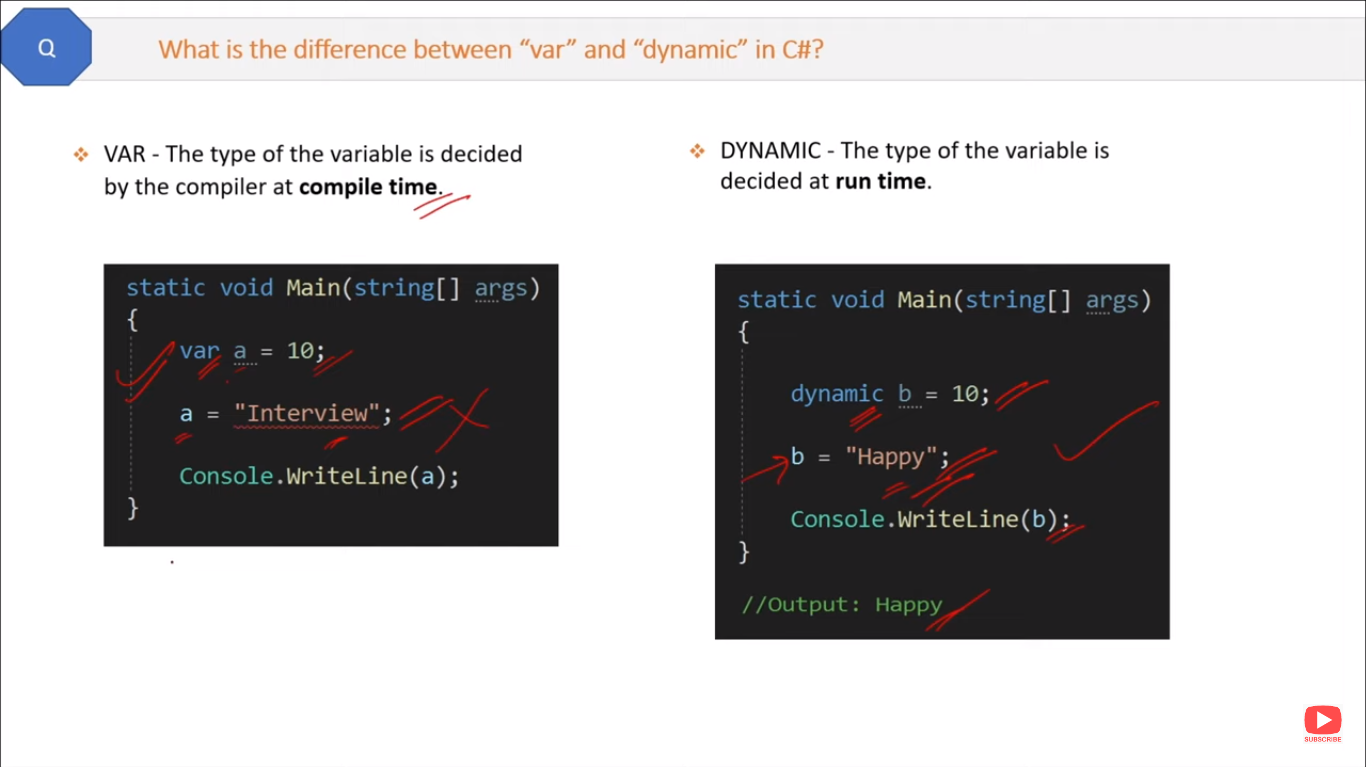 Q
What is the difference between “var” and “dynamic” in C#?
VAR - The type of the variable is decided
by the compiler at compile time.
static void Main(string[] args)
{
var a = 10;
a = "Interview";
Console.WriteLine(a);
}
DYNAMIC - The type of the variable is
decided at run time.
static void Main(string[] args)
{
dynamic b = 10;
b = "Happy";
Console.WriteLine(b);
}
//Output: Happy
SUBSCRIBE